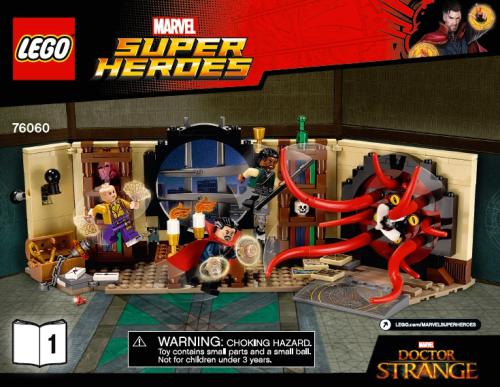 LEGO
MARVEL
SUPER
HEROES
76060
1
WARNING: CHOKING HAZARD.
Toy contains small parts and a small ball.
Not for children under 3 years.
LEGO.com/MARVELSUPERHEROES
MARVEL
DOCTOR
STRANGE